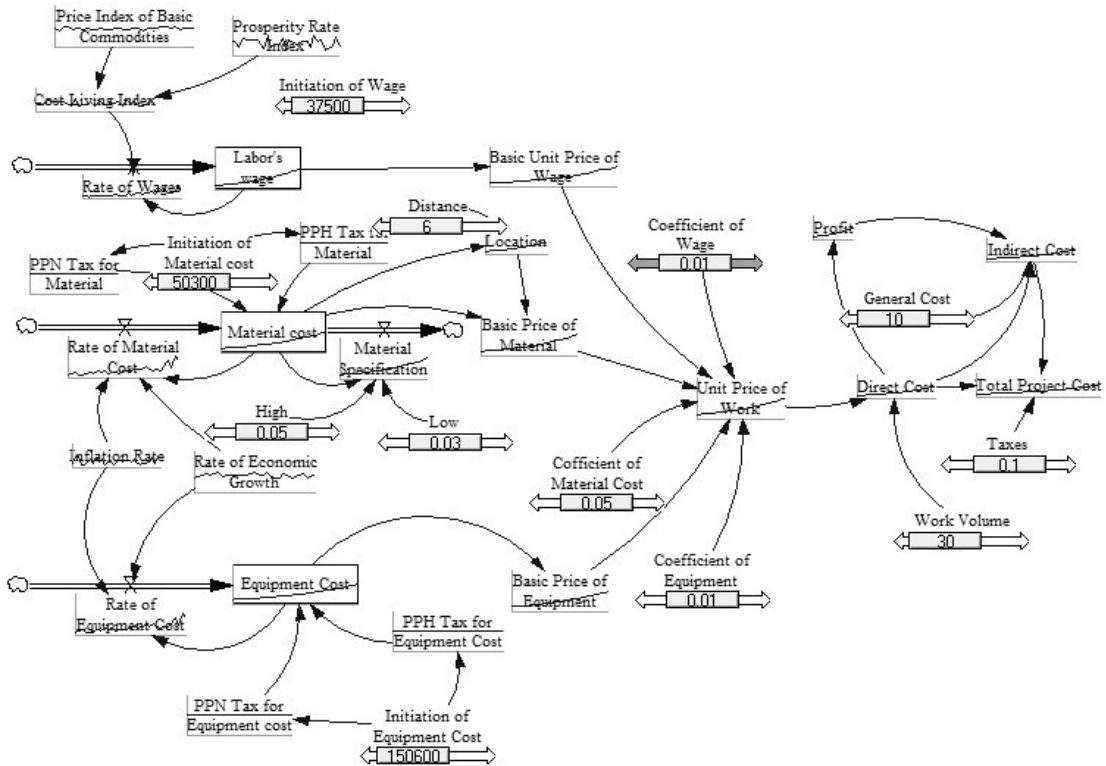 Price Index of Basic
Commodities
Prosperity Rate
Index
Cost Living Index
Initiation of Wage
37500
Labor's
wage
Rate of Wages
Basic Unit Price of
Wage
Distance
6
PPH Tax for
Material
Initiation of
Material cost
50300
PPN Tax for
Material
Location
Coefficient of
Wage
0.01
Profit
Indirect Cost
General Cost
10
Material cost
Rate of Material
Cost
Material
Specification
Basic Price of
Material
Unit Price of
Work
Direct Cost
Total Project Cost
High
0.05
Low
0.03
Inflation Rate
Rate of Economic
Growth
Cofficient of
Material Cost
0.05
Taxes
0.1
Work Volume
30
Equipment Cost
Rate of
Equipment Cost
Basic Price of
Equipment
Coefficient of
Equipment
0.01
PPH Tax for
Equipment Cost
PPN Tax for
Equipment cost
Initiation of
Equipment Cost
150600